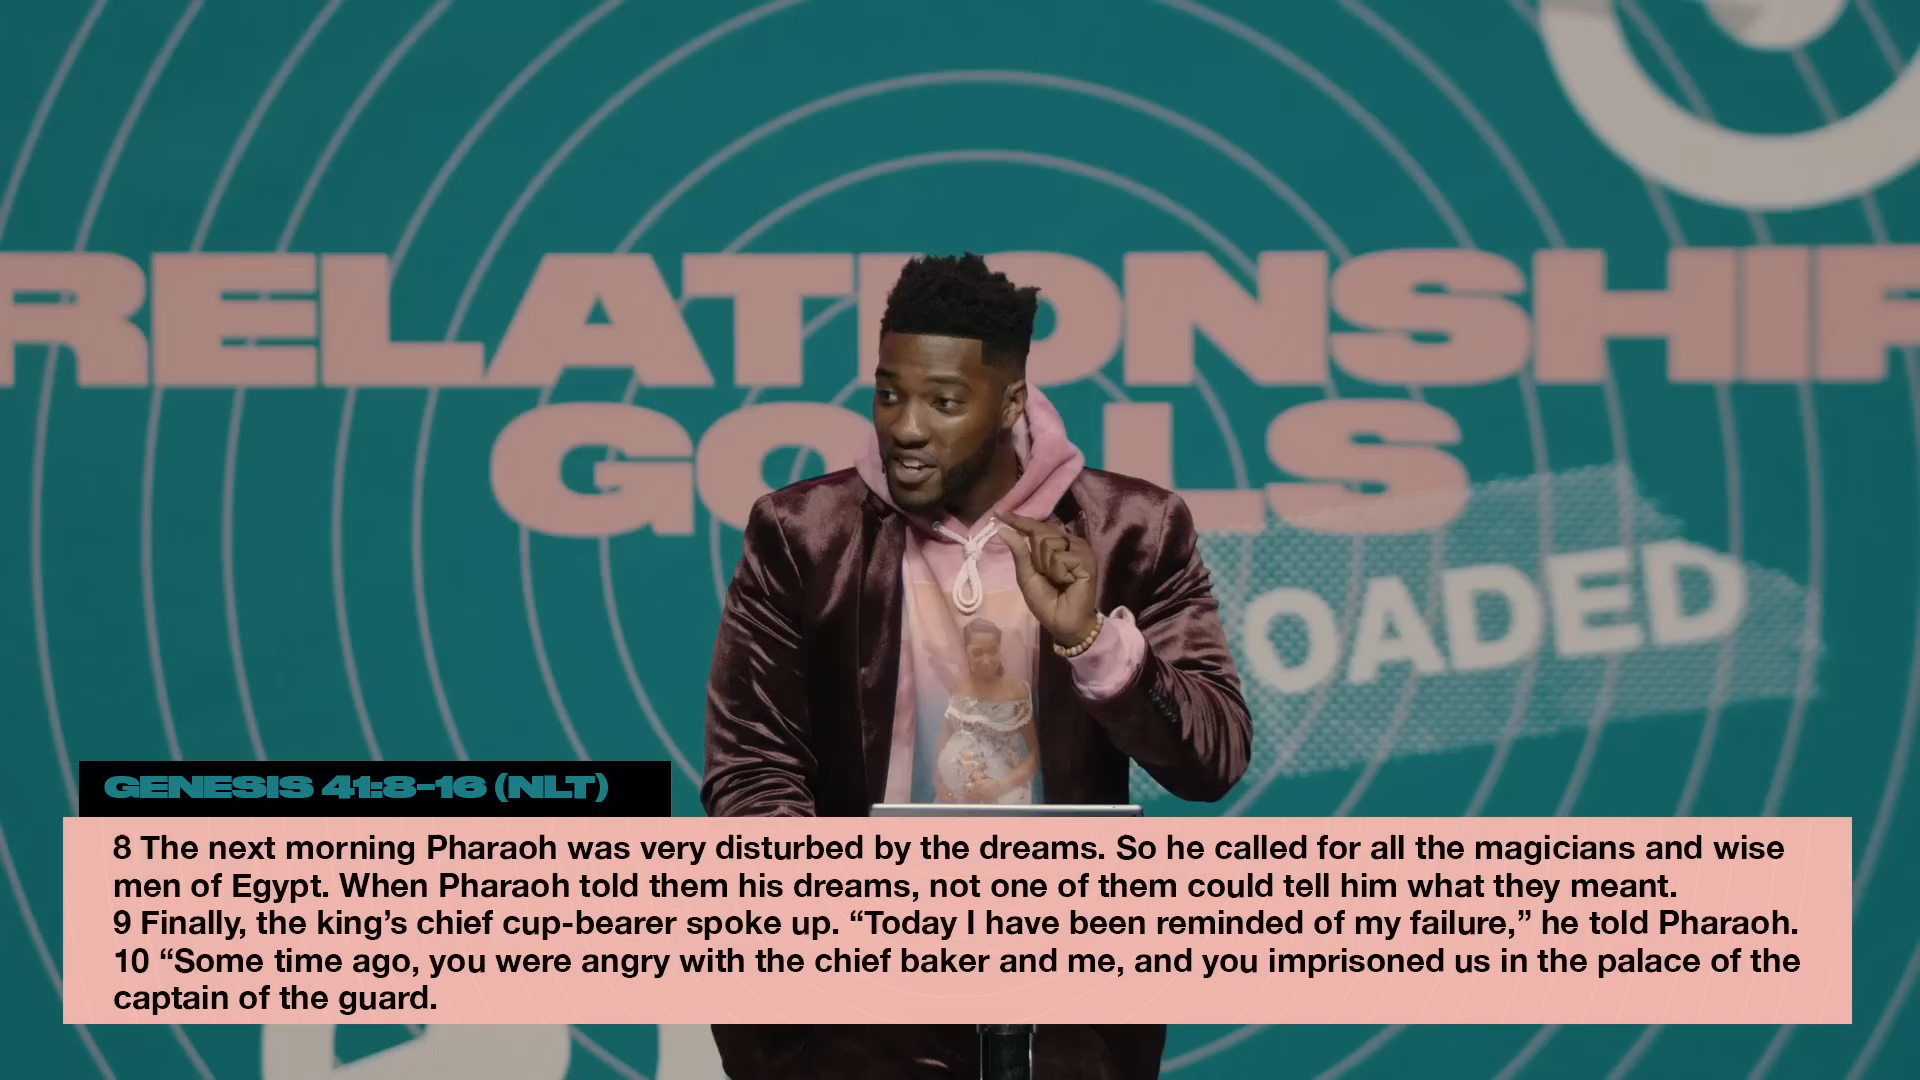 RELATIONSHIP
GOALS
OADED
GENESIS 41:8-16 (NLT)
8 The next morning Pharaoh was very disturbed by the dreams. So he called for all the magicians and wise
men of Egypt. When Pharaoh told them his dreams, not one of them could tell him what they meant.
9 Finally, the king’s chief cup-bearer spoke up. “Today I have been reminded of my failure,” he told Pharaoh.
10 “Some time ago, you were angry with the chief baker and me, and you imprisoned us in the palace of the
captain of the guard.